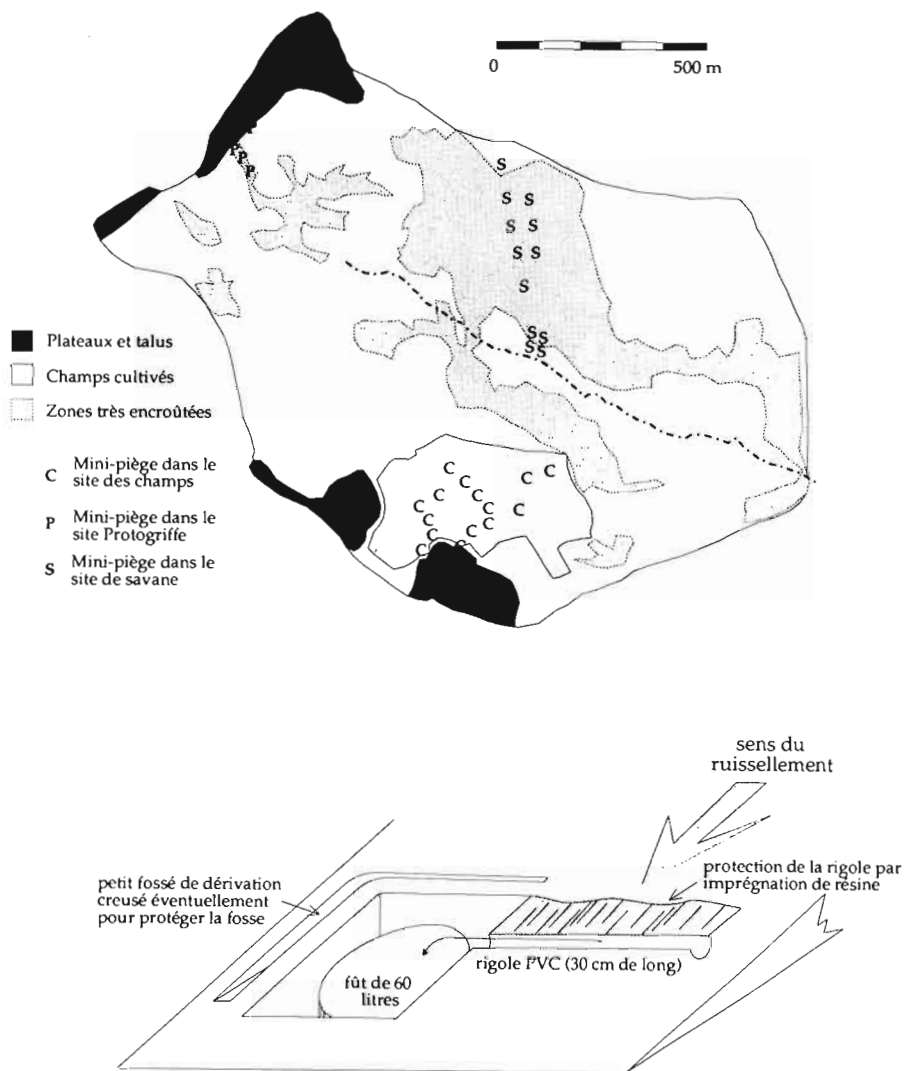 0 500 m
P
P
P
P
S
S S
S S
S S
S
S S
S S
Plateaux et talus
Champs cultivés
Zones très encroûtées
C Mini-piège dans le
site des champs
P Mini-piège dans le
site Protogriffe
S Mini-piège dans le
site de savane
C
C
C
C
C
C
C
C
C
C
C
C
C
C
sens du
ruissellement
petit fossé de dérivation
creusé éventuellement
pour protéger la fosse
protection de la rigole par
imprégnation de résine
rigole PVC (30 cm de long)
fût de 60
litres